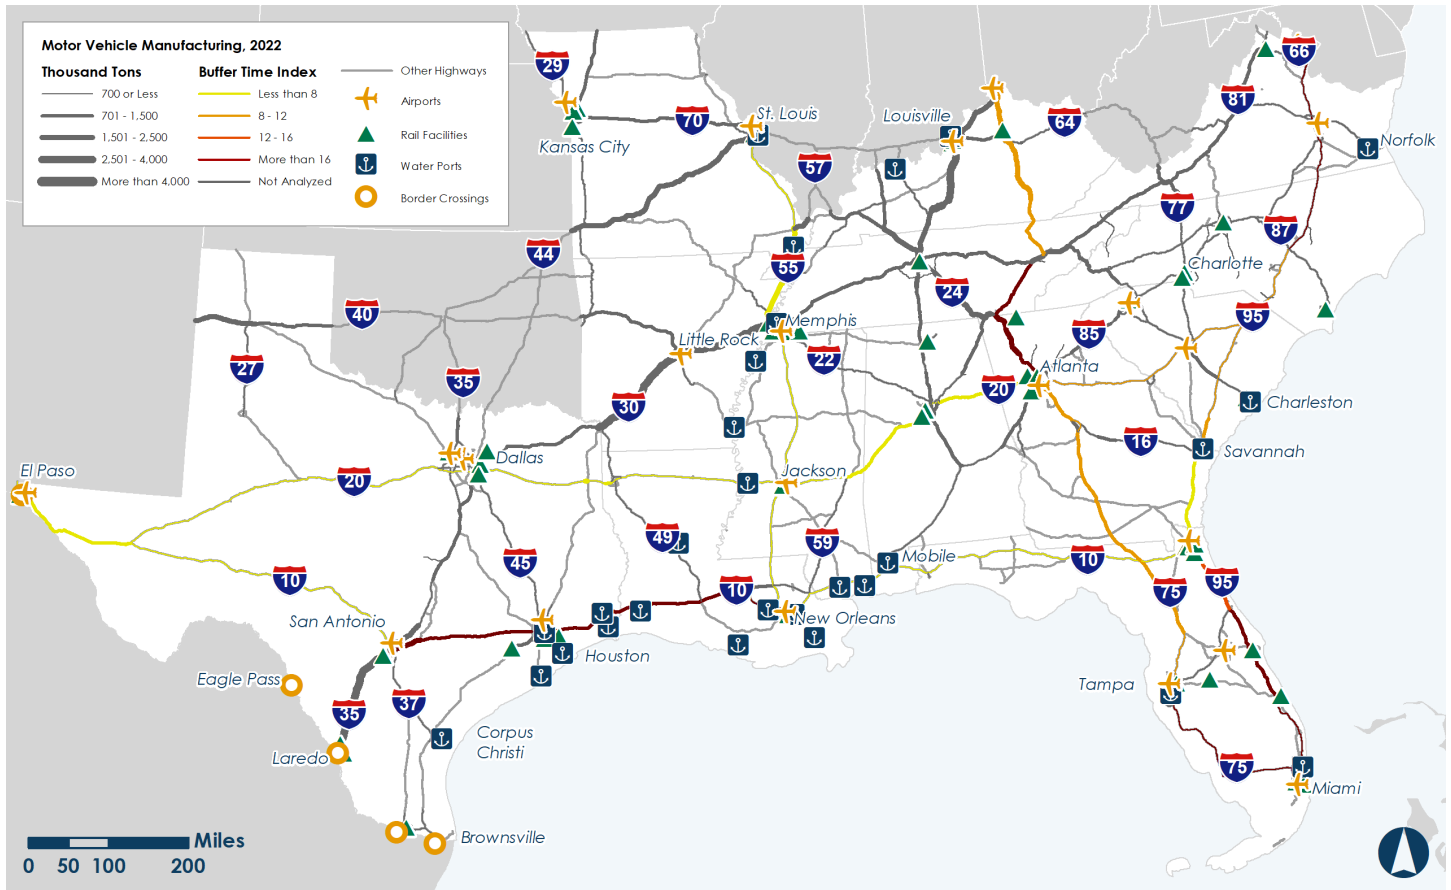 Motor Vehicle Manufacturing, 2022
Thousand Tons
Buffer Time Index
Other Highways
700 or Less
Less than 8
Airports
701 - 1,500
8 - 12
1,501 - 2,500
12 - 16
Rail Facilities
2,501 - 4,000
More than 16
Water Ports
More than 4,000
Not Analyzed
Border Crossings
66
29
81
St. Louis
Louisville
70
64
Norfolk
Kansas City
57
77
87
44
55
Charlotte
24
40
Memphis
95
85
Little Rock
22
27
Atlanta
35
20
30
Charleston
16
Savannah
Dallas
El Paso
Jackson
20
49
59
Mobile
10
45
10
10
95
75
San Antonio
New Orleans
Houston
Eagle Pass
Tampa
37
35
Corpus
Christi
Laredo
75
Miami
Brownsville
Miles
0 50 100 200